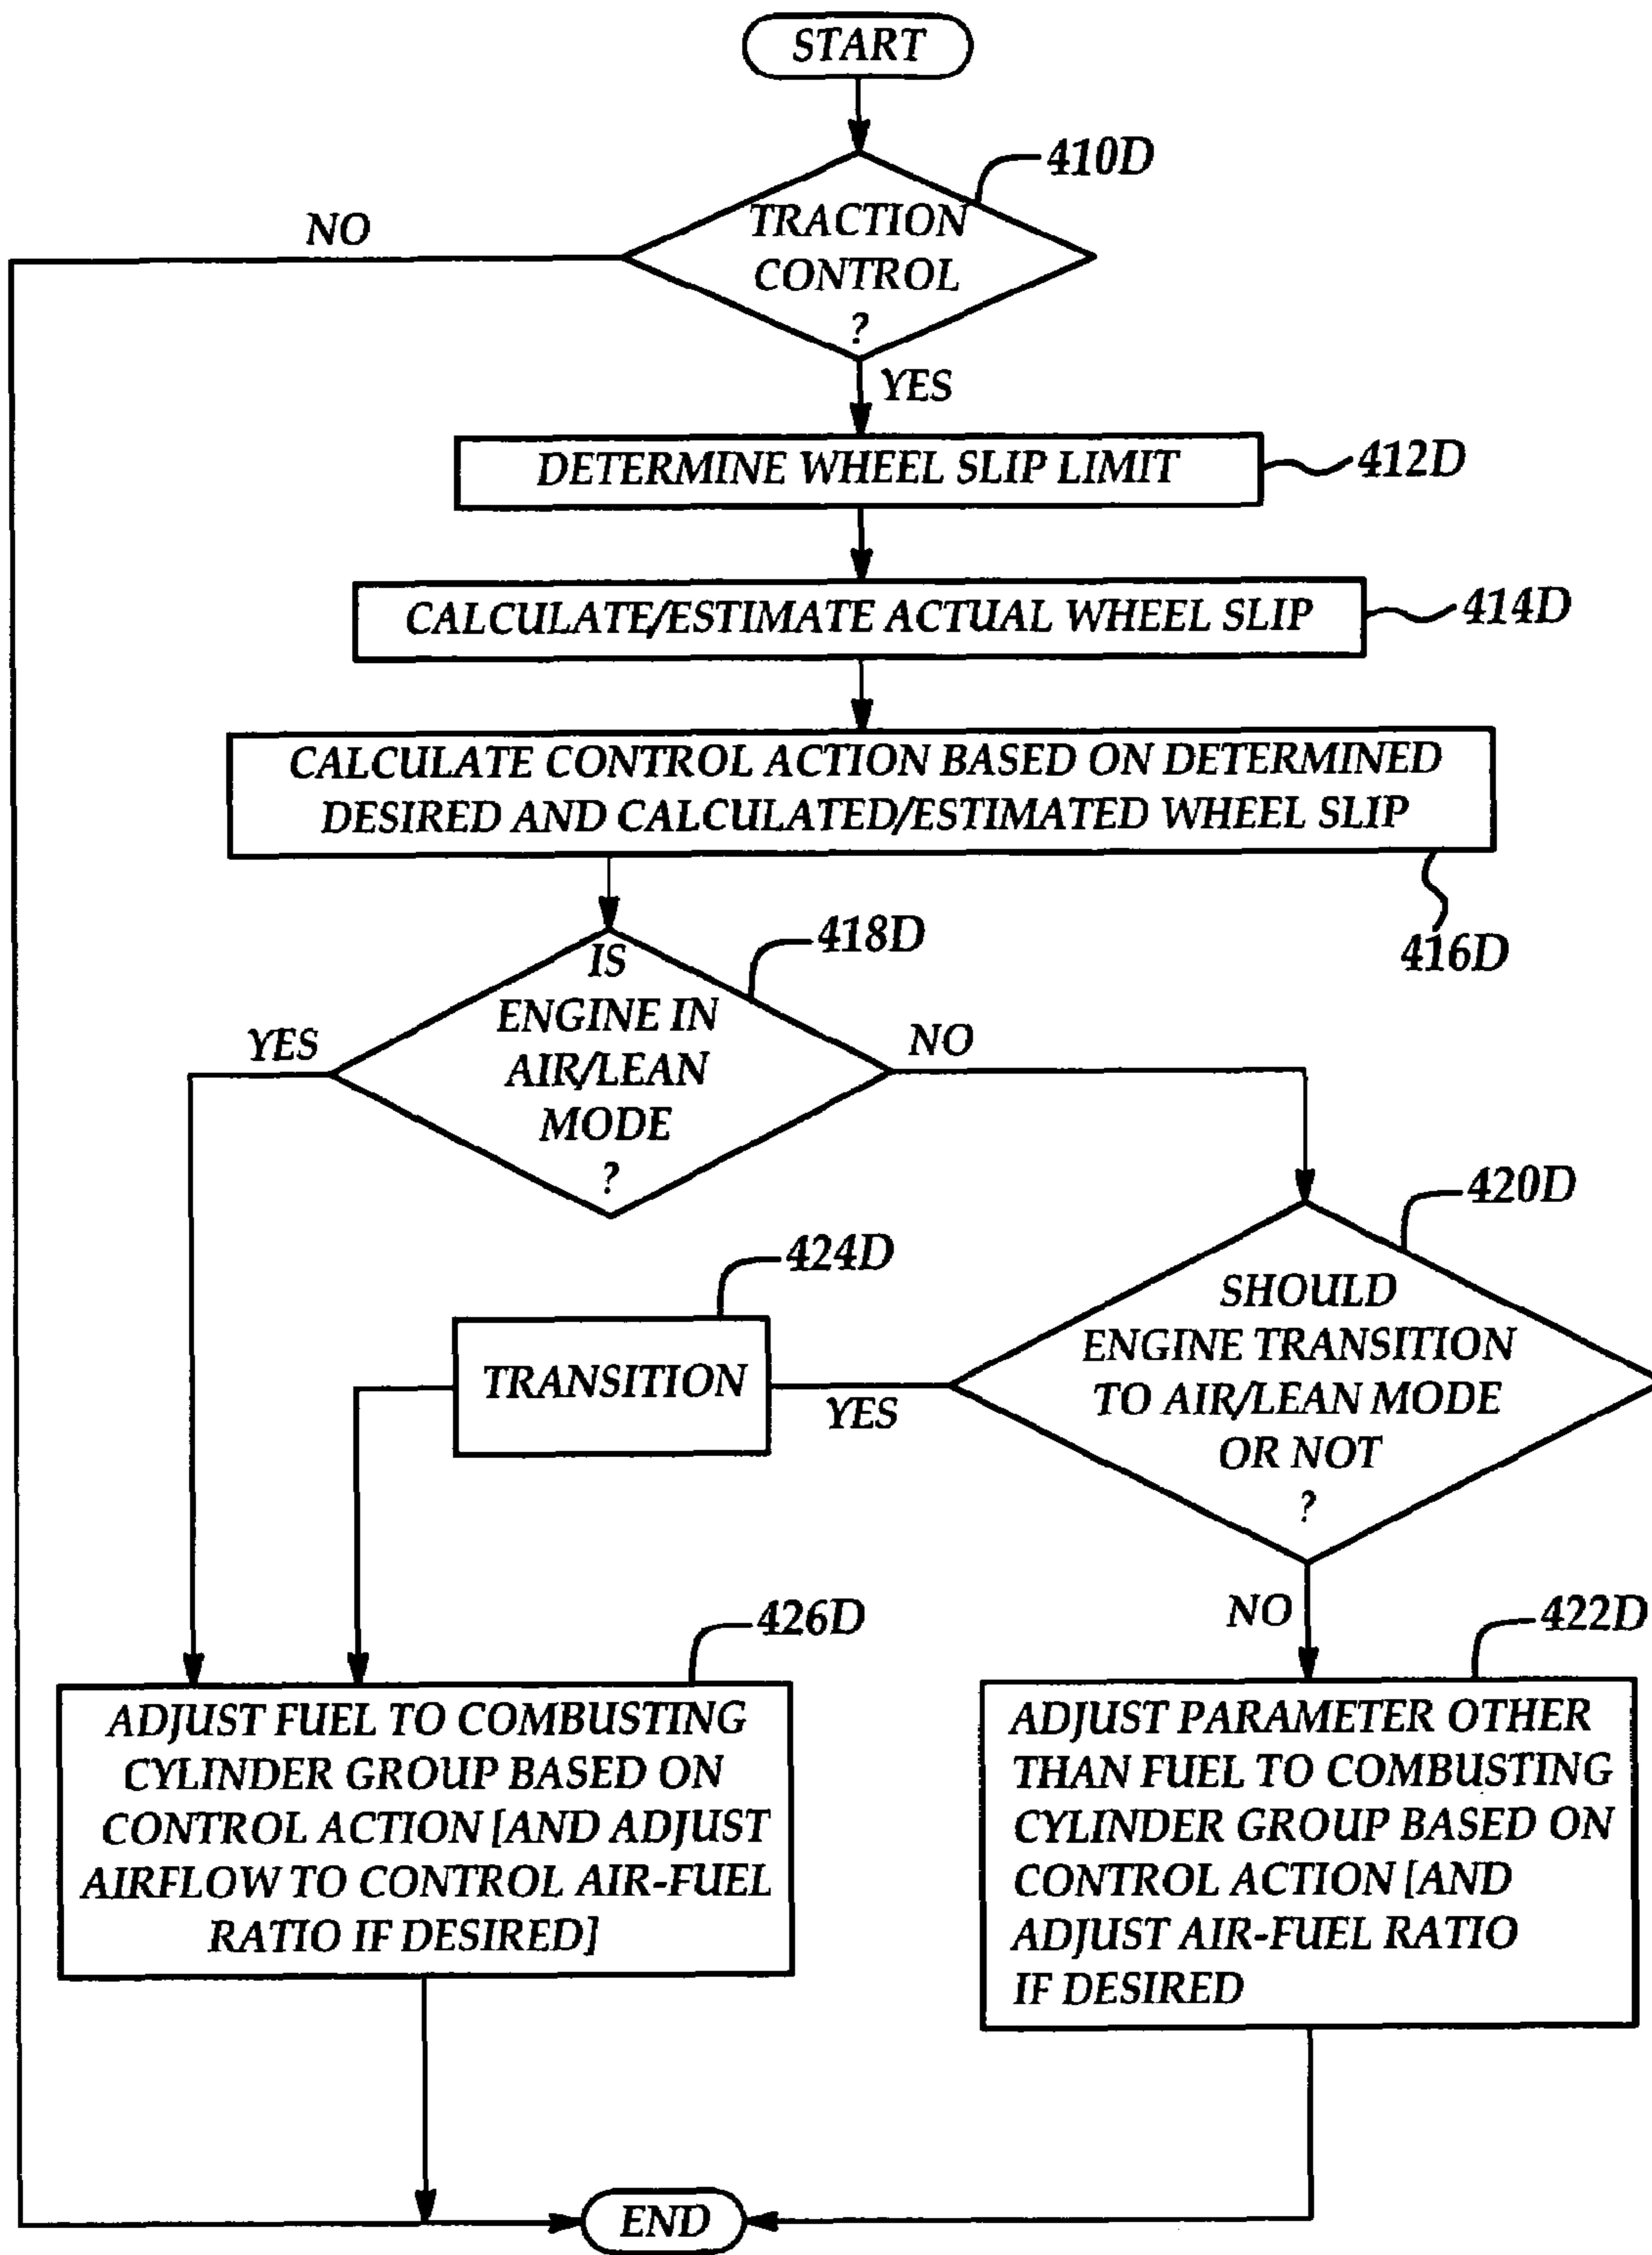 START
410D
NO
TRACTION
CONTROL
?
YES
DETERMINE WHEEL SLIP LIMIT
412D
CALCULATE/ESTIMATE ACTUAL WHEEL SLIP
414D
CALCULATE CONTROL ACTION BASED ON DETERMINED
DESIRED AND CALCULATED/ESTIMATED WHEEL SLIP
416D
418D
IS
ENGINE IN
AIR/LEAN
MODE
?
YES
NO
420D
424D
SHOULD
ENGINE TRANSITION
TO AIR/LEAN MODE
OR NOT
?
TRANSITION
YES
NO
426D
422D
ADJUST FUEL TO COMBUSTING
CYLINDER GROUP BASED ON
CONTROL ACTION [AND ADJUST
AIRFLOW TO CONTROL AIR-FUEL
RATIO IF DESIRED]
ADJUST PARAMETER OTHER
THAN FUEL TO COMBUSTING
CYLINDER GROUP BASED ON
CONTROL ACTION [AND
ADJUST AIR-FUEL RATIO
IF DESIRED
END